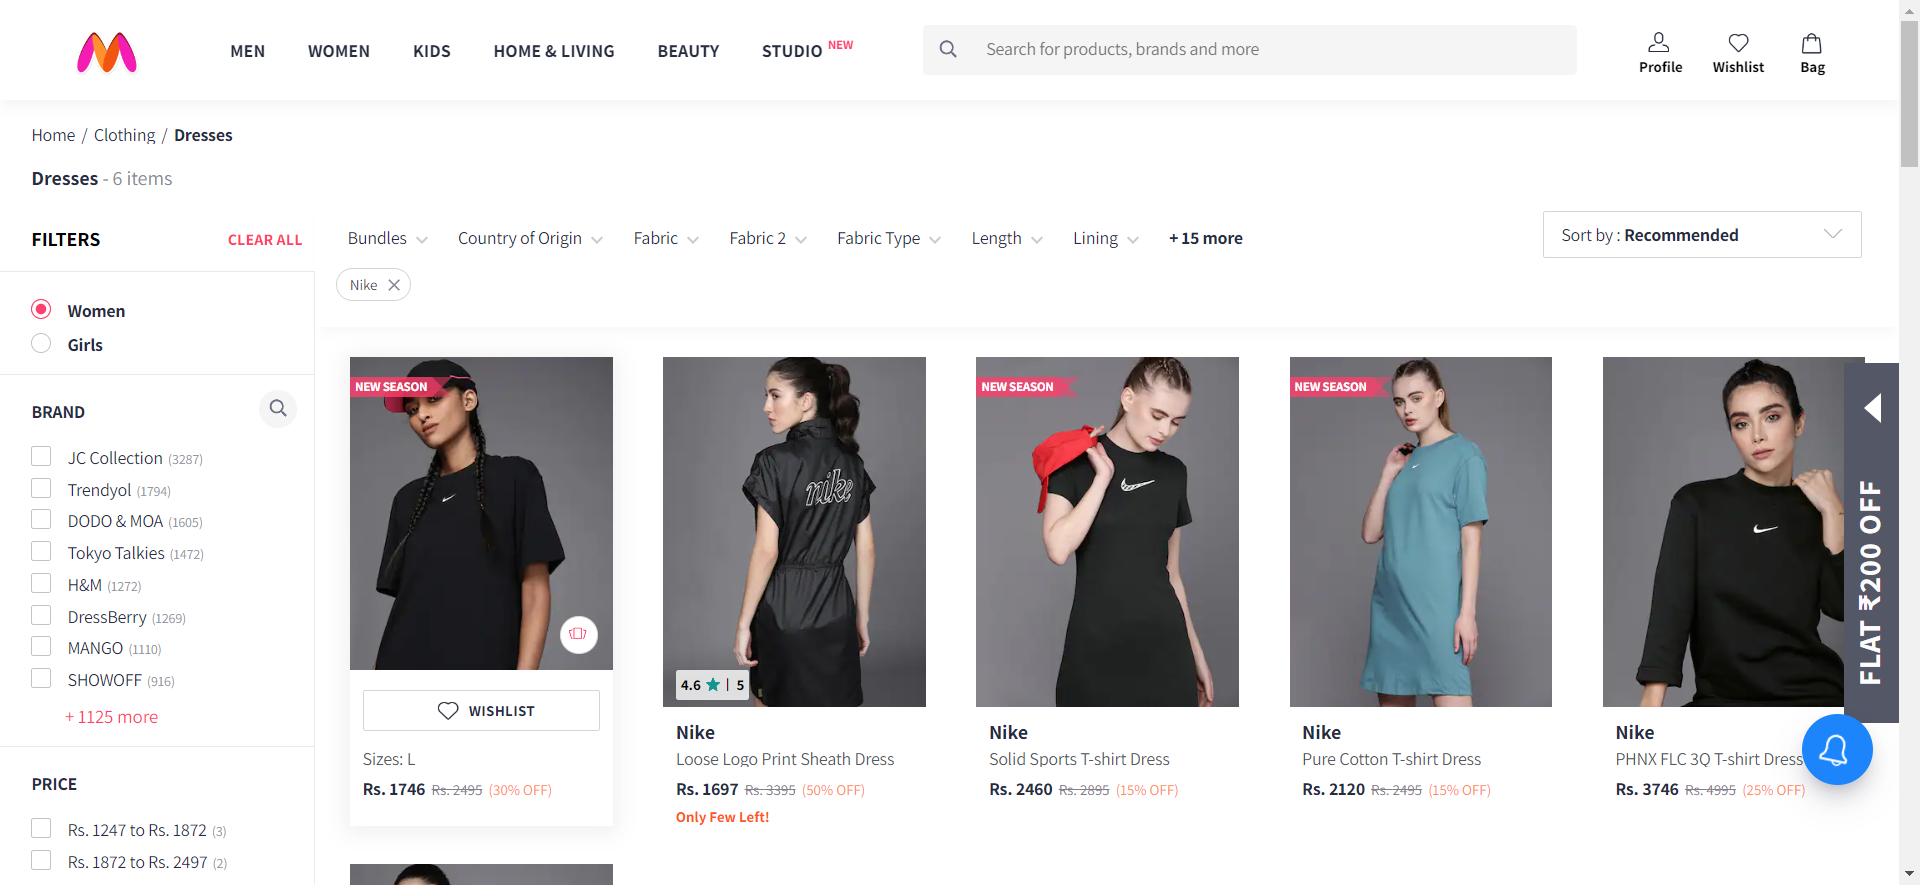 MEN WOMEN KIDS HOME & LIVING BEAUTY STUDIO NEW
Search for products, brands and more
Profile Wishlist Bag
Home / Clothing / Dresses
Dresses - 6 items
FILTERS CLEAR ALL
Bundles Country of Origin Fabric Fabric 2 Fabric Type Length Lining + 15 more
Sort by : Recommended
Nike
Women
Girls
BRAND
JC Collection (3287)
Trendyol (1794)
DODO & MOA (1605)
Tokyo Talkies (1472)
H&M (1272)
DressBerry (1269)
MANGO (1110)
SHOWOFF (916)
+ 1125 more
PRICE
Rs. 1247 to Rs. 1872 (3)
Rs. 1872 to Rs. 2497 (2)
NEW SEASON
WISHLIST
Sizes: L
Rs. 1746 Rs. 2495 (30% OFF)
nike
4.6 | 5
Nike
Loose Logo Print Sheath Dress
Rs. 1697 Rs. 3395 (50% OFF)
Only Few Left!
NEW SEASON
Nike
Solid Sports T-shirt Dress
Rs. 2460 Rs. 2895 (15% OFF)
NEW SEASON
Nike
Pure Cotton T-shirt Dress
Rs. 2120 Rs. 2495 (15% OFF)
Nike
PHNX FLC 3Q T-shirt Dress
Rs. 3746 Rs. 4995 (25% OFF)
FLAT ₹200 OFF